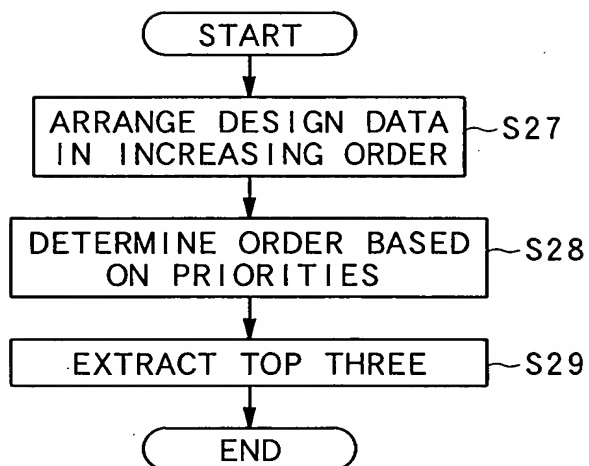 START
ARRANGE DESIGN DATA
IN INCREASING ORDER
S27
DETERMINE ORDER BASED
ON PRIORITIES
S28
EXTRACT TOP THREE
S29
END